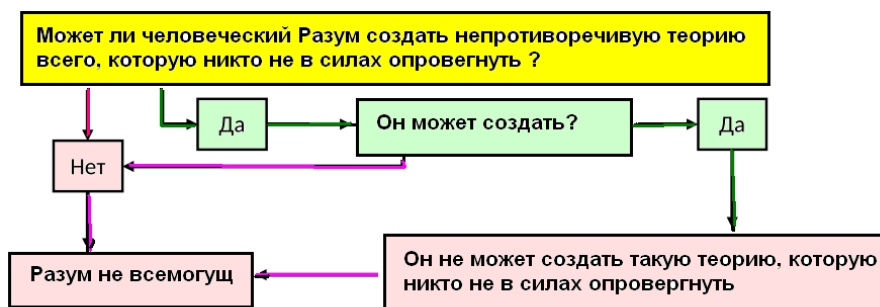 Может ли человеческий Разум создать непротиворечивую теорию
всего, которую никто не в силах опровегнуть ?
Да
Он может создать?
Да
Нет
Разум не всемогущ
Он не может создать такую теорию, которую
никто не в силах опровергнуть